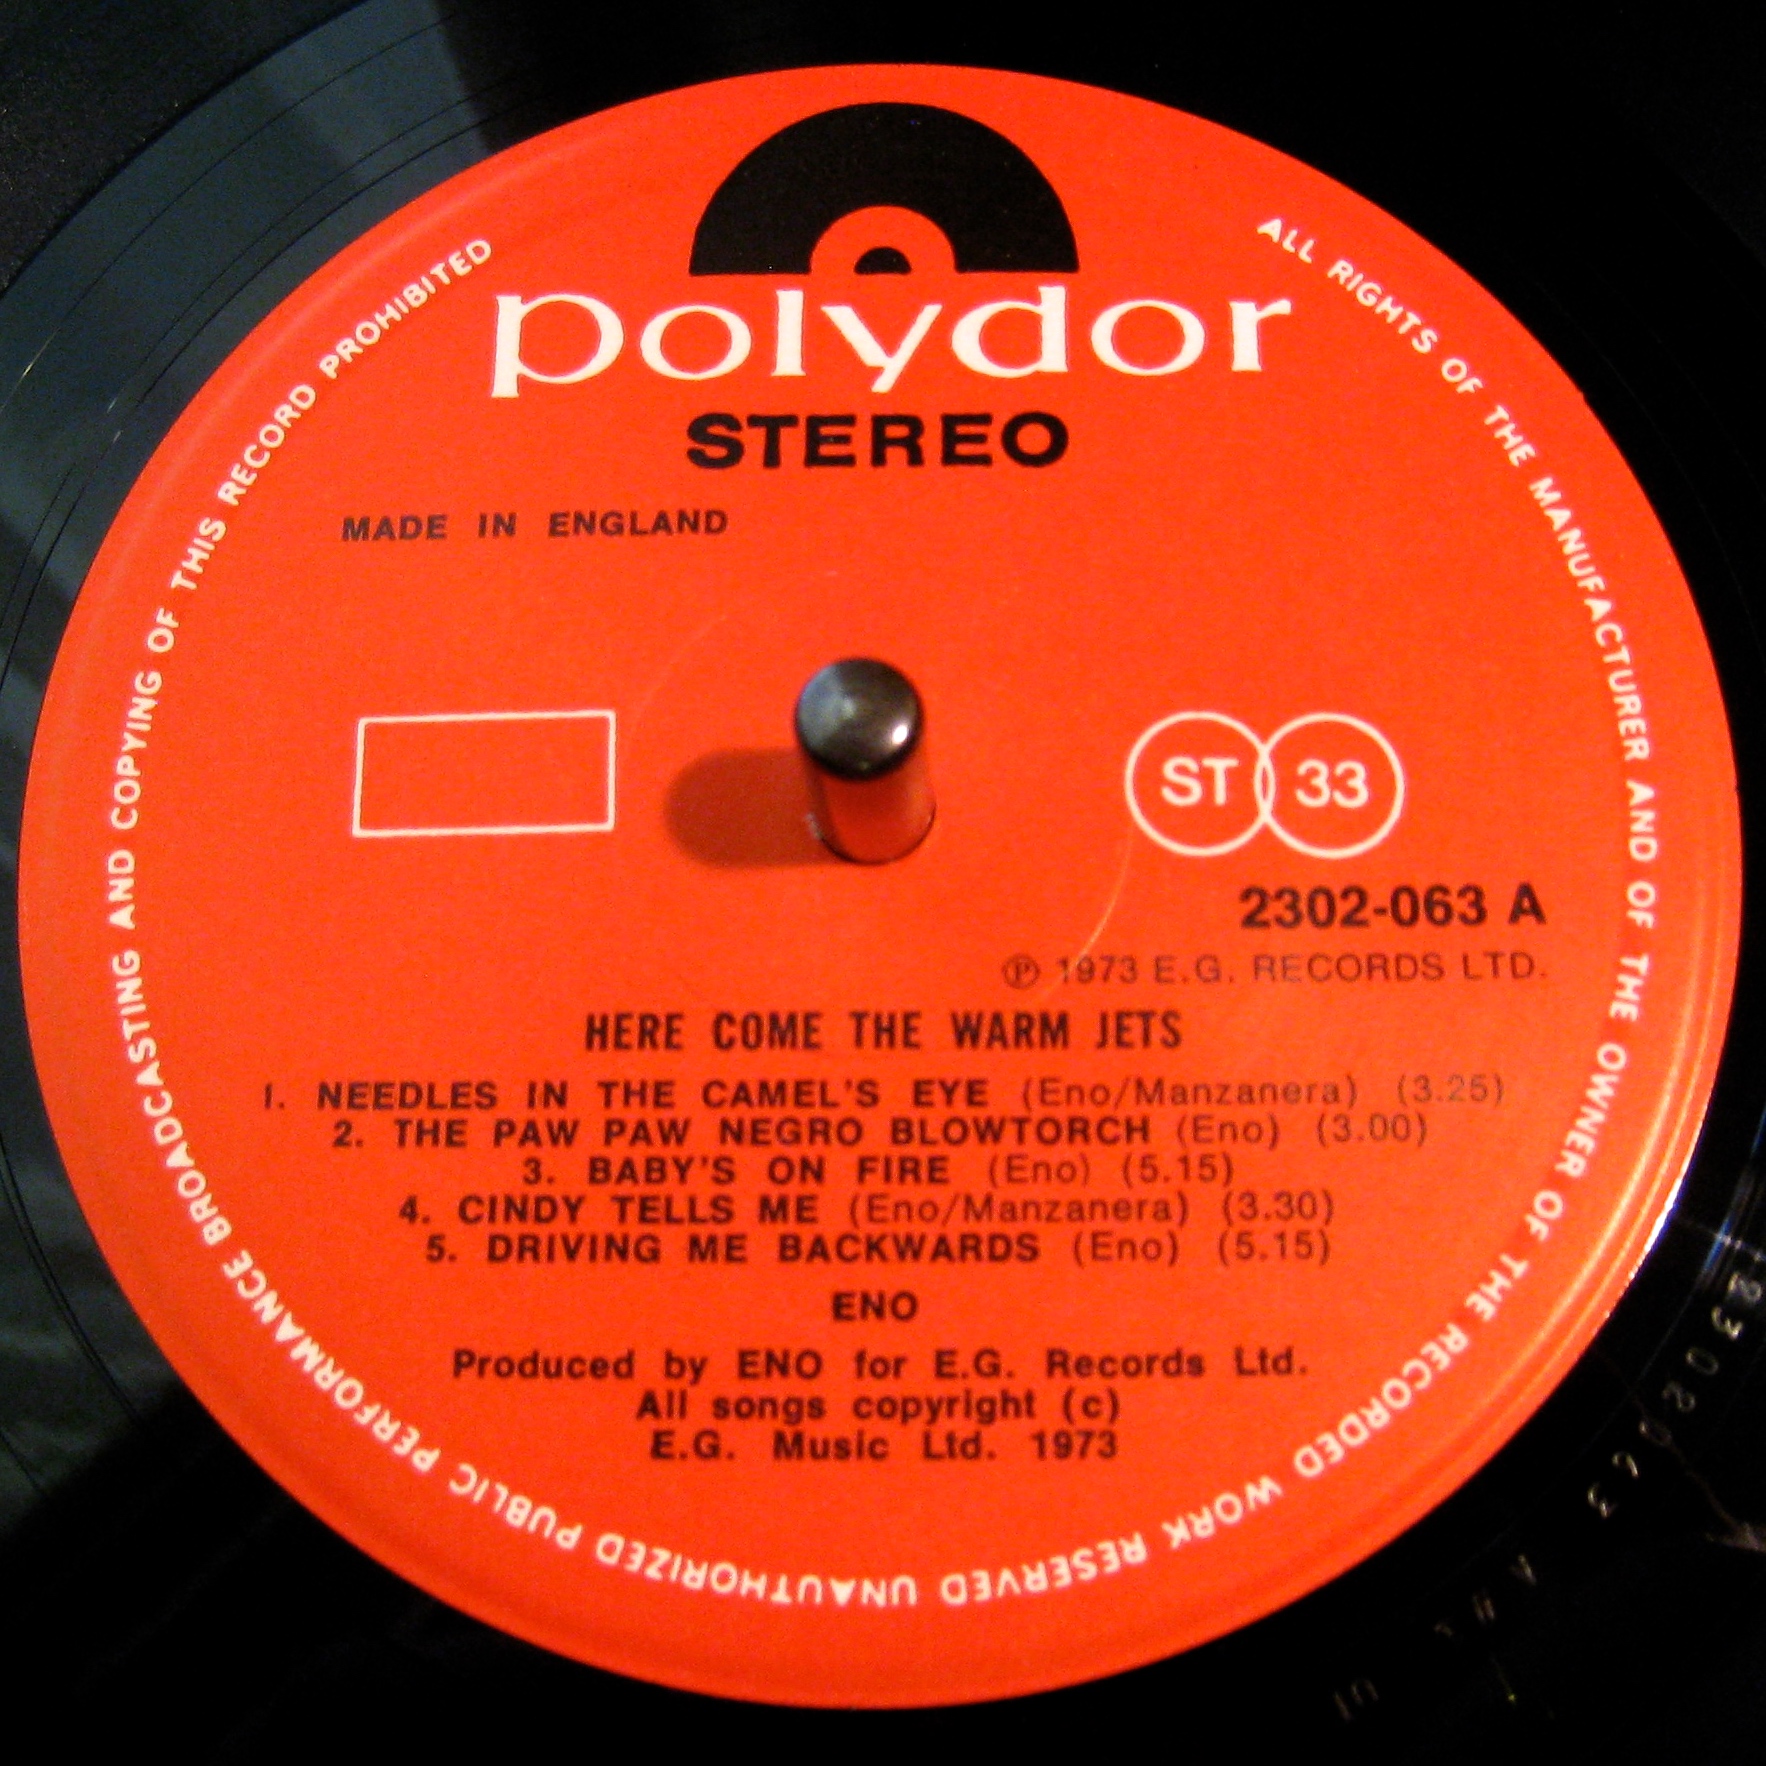 polydor
STEREO
MADE IN ENGLAND
ST 33
2302-063 A
Ⓟ 1973 E.G. RECORDS LTD.
HERE COME THE WARM JETS
1. NEEDLES IN THE CAMEL'S EYE (Eno/Manzanera) (3.25)
2. THE PAW PAW NEGRO BLOWTORCH (Eno) (3.00)
3. BABY'S ON FIRE (Eno) (5.15)
4. CINDY TELLS ME (Eno/Manzanera) (3.30)
5. DRIVING ME BACKWARDS (Eno) (5.15)
ENO
Produced by ENO for E.G. Records Ltd.
All songs copyright (c)
E.G. Music Ltd. 1973
ALL RIGHTS OF THE MANUFACTURER AND OF THE OWNER OF THE RECORDED WORK RESERVED UNAUTHORIZED PUBLIC PERFORMANCE BROADCASTING AND COPYING OF THIS RECORD PROHIBITED
2302063